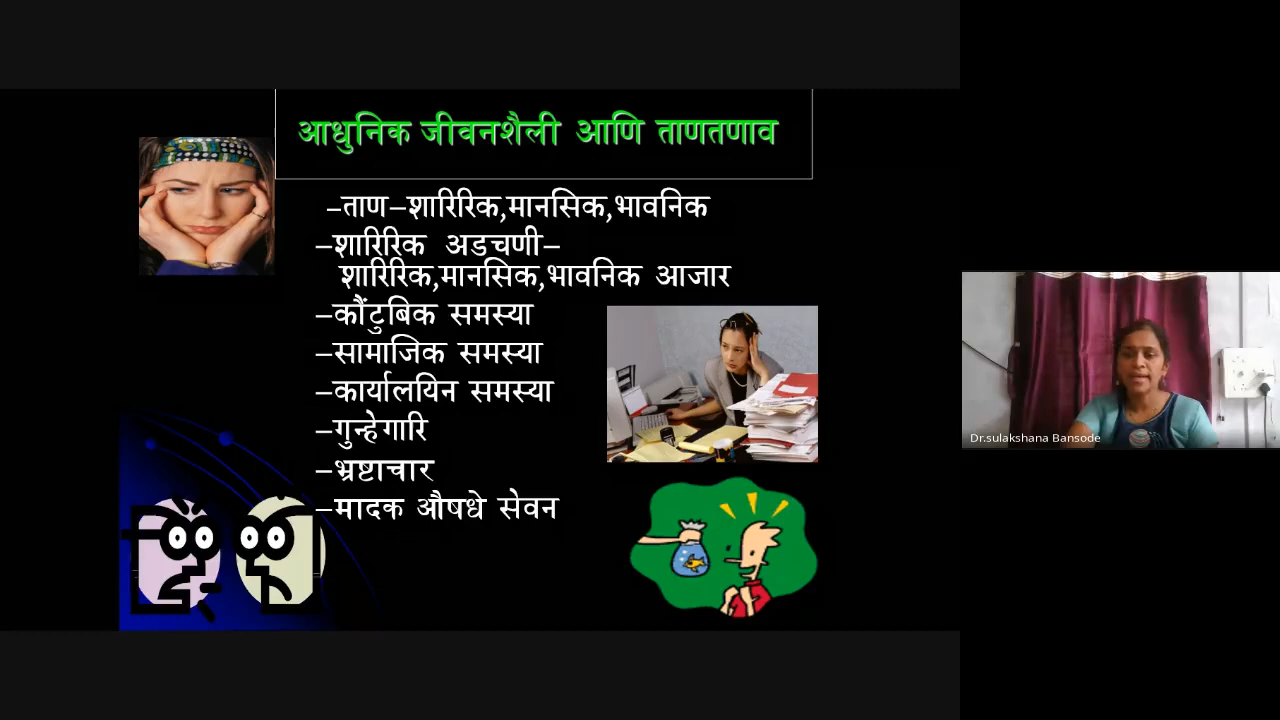 आधुनिक जीवनशैली आणि ताणतणाव
–ताण–शारिरिक,मानसिक,भावनिक
–शारिरिक अडचणी–
शारिरिक,मानसिक,भावनिक आजार
–कौंटुबिक समस्या
–सामाजिक समस्या
–कार्यालयिन समस्या
–गुन्हेगारि
–भ्रष्टाचार
–मादक औषधे सेवन
Dr.sulakshana Bansode